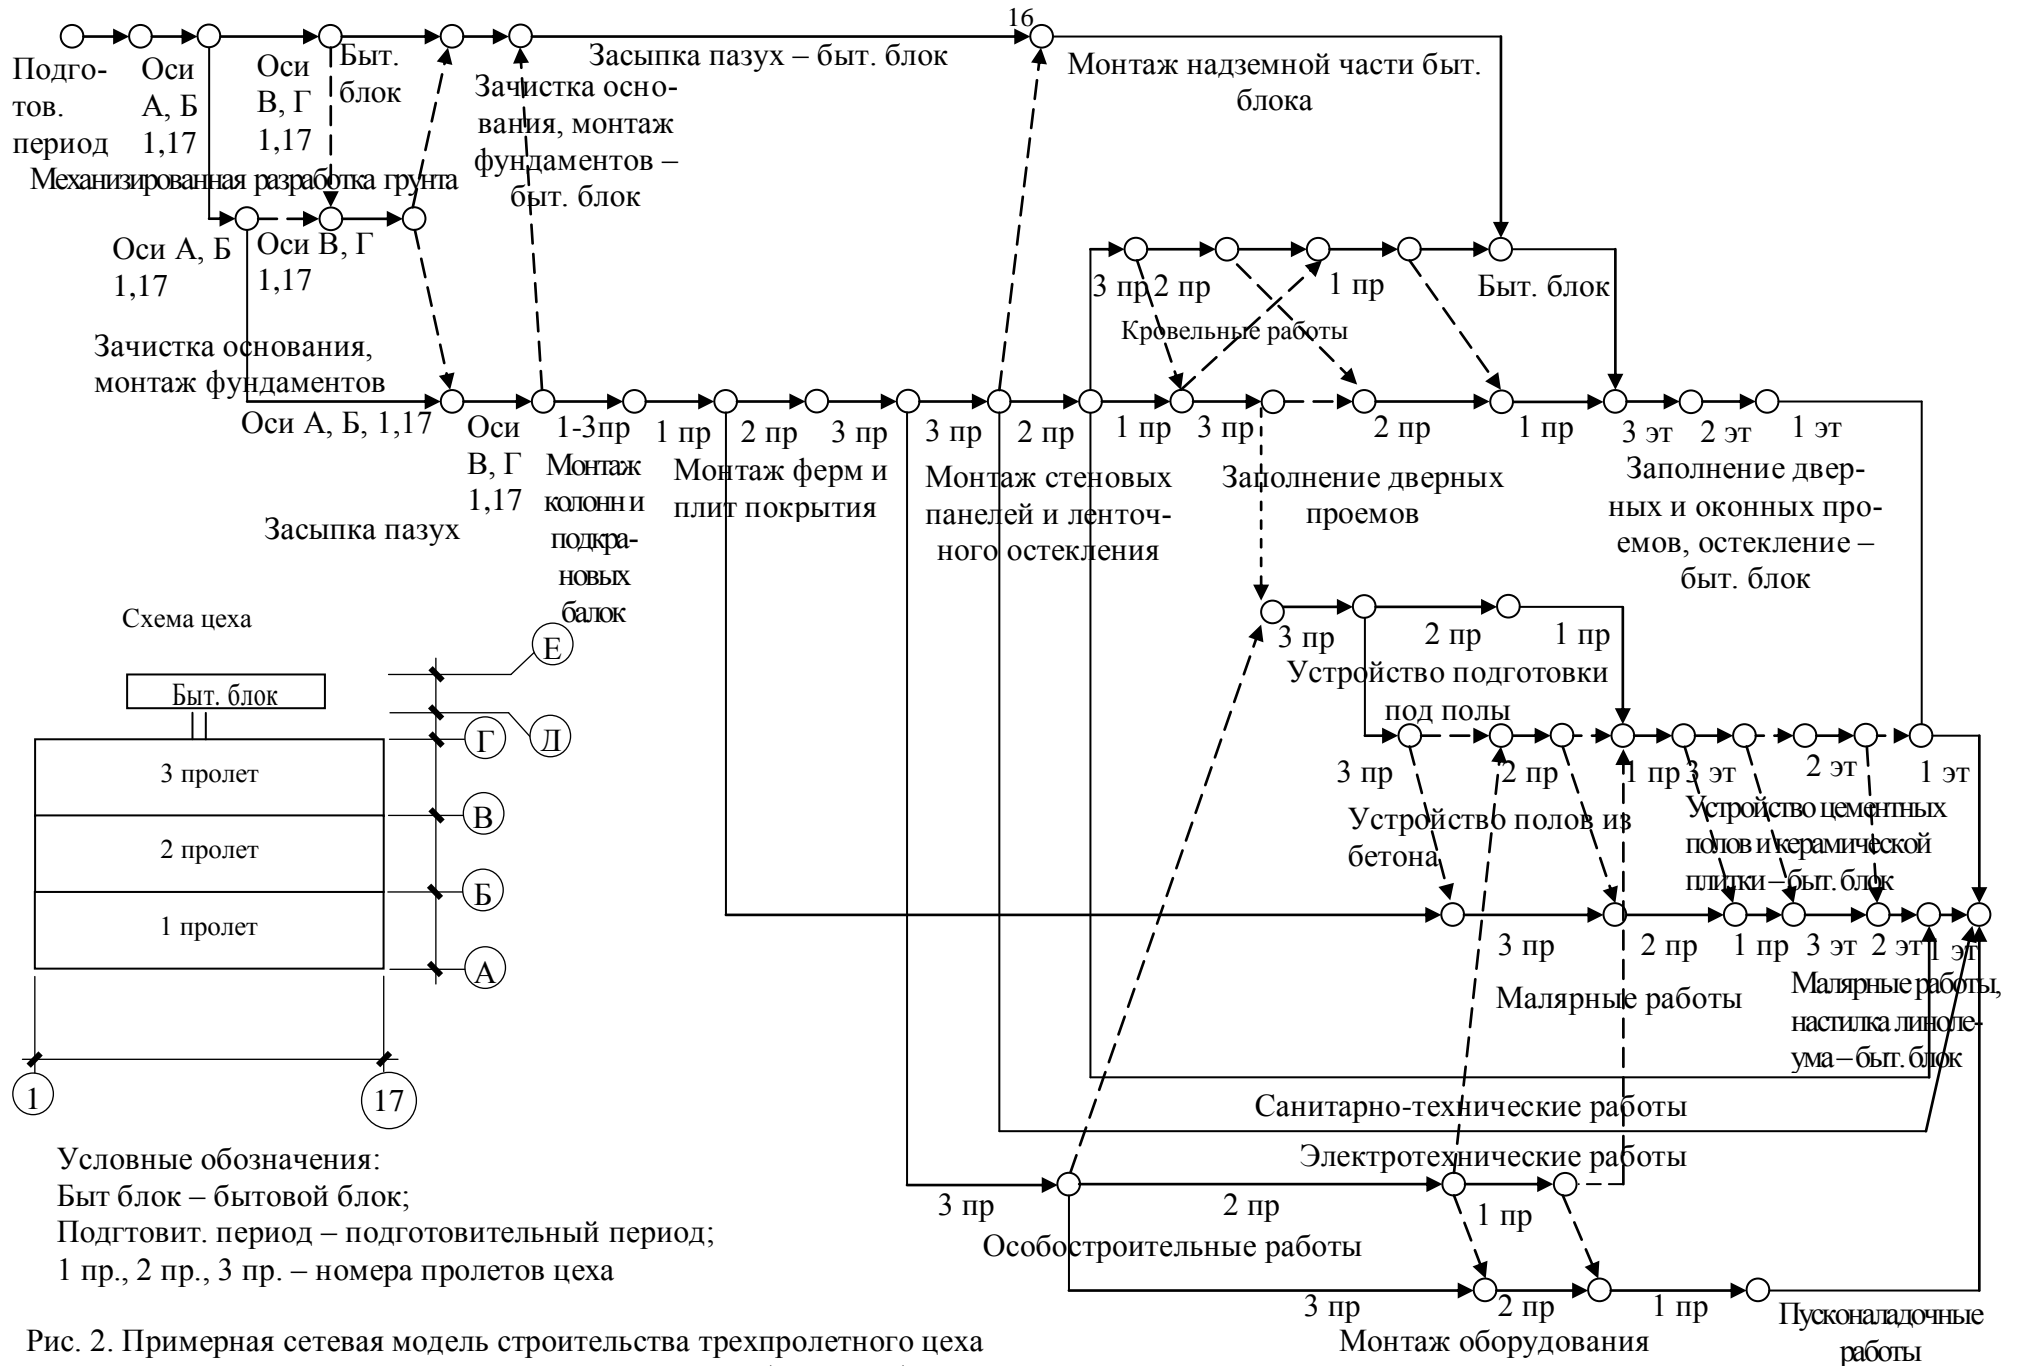 16
Подго-
тов.
период
Оси
А, Б
1,17
Оси
В, Г
1,17
Быт.
блок
Засыпка пазух – быт. блок
Зачистка осно-
вания, монтаж
фундаментов –
быт. блок
Монтаж надземной части быт.
блока
Механизированная разработка грунта
Оси А, Б
1,17
Оси В, Г
1,17
3 пр
2 пр
1 пр
Быт. блок
Кровельные работы
Зачистка основания,
монтаж фундаментов
Оси А, Б, 1,17
Оси
В, Г
1,17
Засыпка пазух
1-3пр
Монтаж
колонн и
подкра-
новых
балок
1 пр
2 пр
3 пр
Монтаж ферм и
плит покрытия
3 пр
2 пр
1 пр
Монтаж стеновых
панелей и ленточ-
ного остекления
3 пр
2 пр
1 пр
Заполнение дверных
проемов
3 эт
2 эт
1 эт
Заполнение двер-
ных и оконных про-
емов, остекление –
быт. блок
3 пр
2 пр
1 пр
Устройство подготовки
под полы
3 пр
2 пр
1 пр
Устройство полов из
бетона
3 эт
2 эт
1 эт
Устройство цементных
полов и керамической
плитки – быт. блок
3 пр
2 пр
1 пр
Малярные работы
3 эт
2 эт
1 эт
Малярные работы,
настилка линоле-
ума – быт. блок
Санитарно-технические работы
Электротехнические работы
3 пр
2 пр
1 пр
Особостроительные работы
3 пр
2 пр
1 пр
Монтаж оборудования
Пусконаладочные
работы
Схема цеха
Быт. блок
3 пролет
2 пролет
1 пролет
Е
Д
Г
В
Б
А
1
17
Условные обозначения:
Быт блок – бытовой блок;
Подгтовит. период – подготовительный период;
1 пр., 2 пр., 3 пр. – номера пролетов цеха
Рис. 2. Примерная сетевая модель строительства трехпролетного цеха